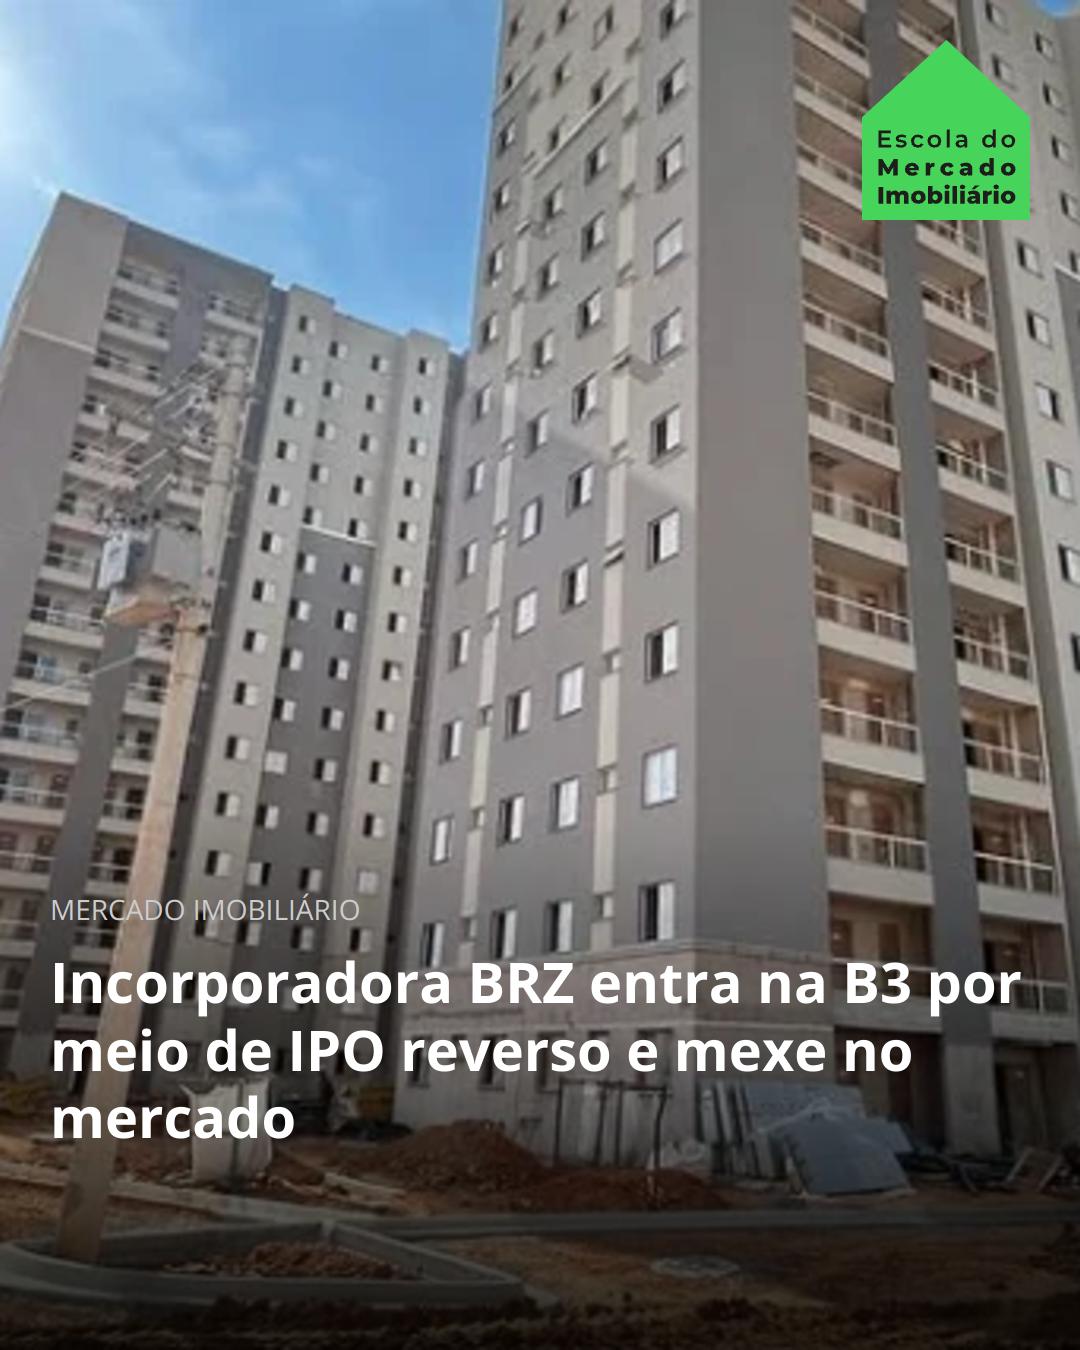 Escola do
Mercado
Imobiliário
MERCADO IMOBILIÁRIO
Incorporadora BRZ entra na B3 por
meio de IPO reverso e mexe no
mercado